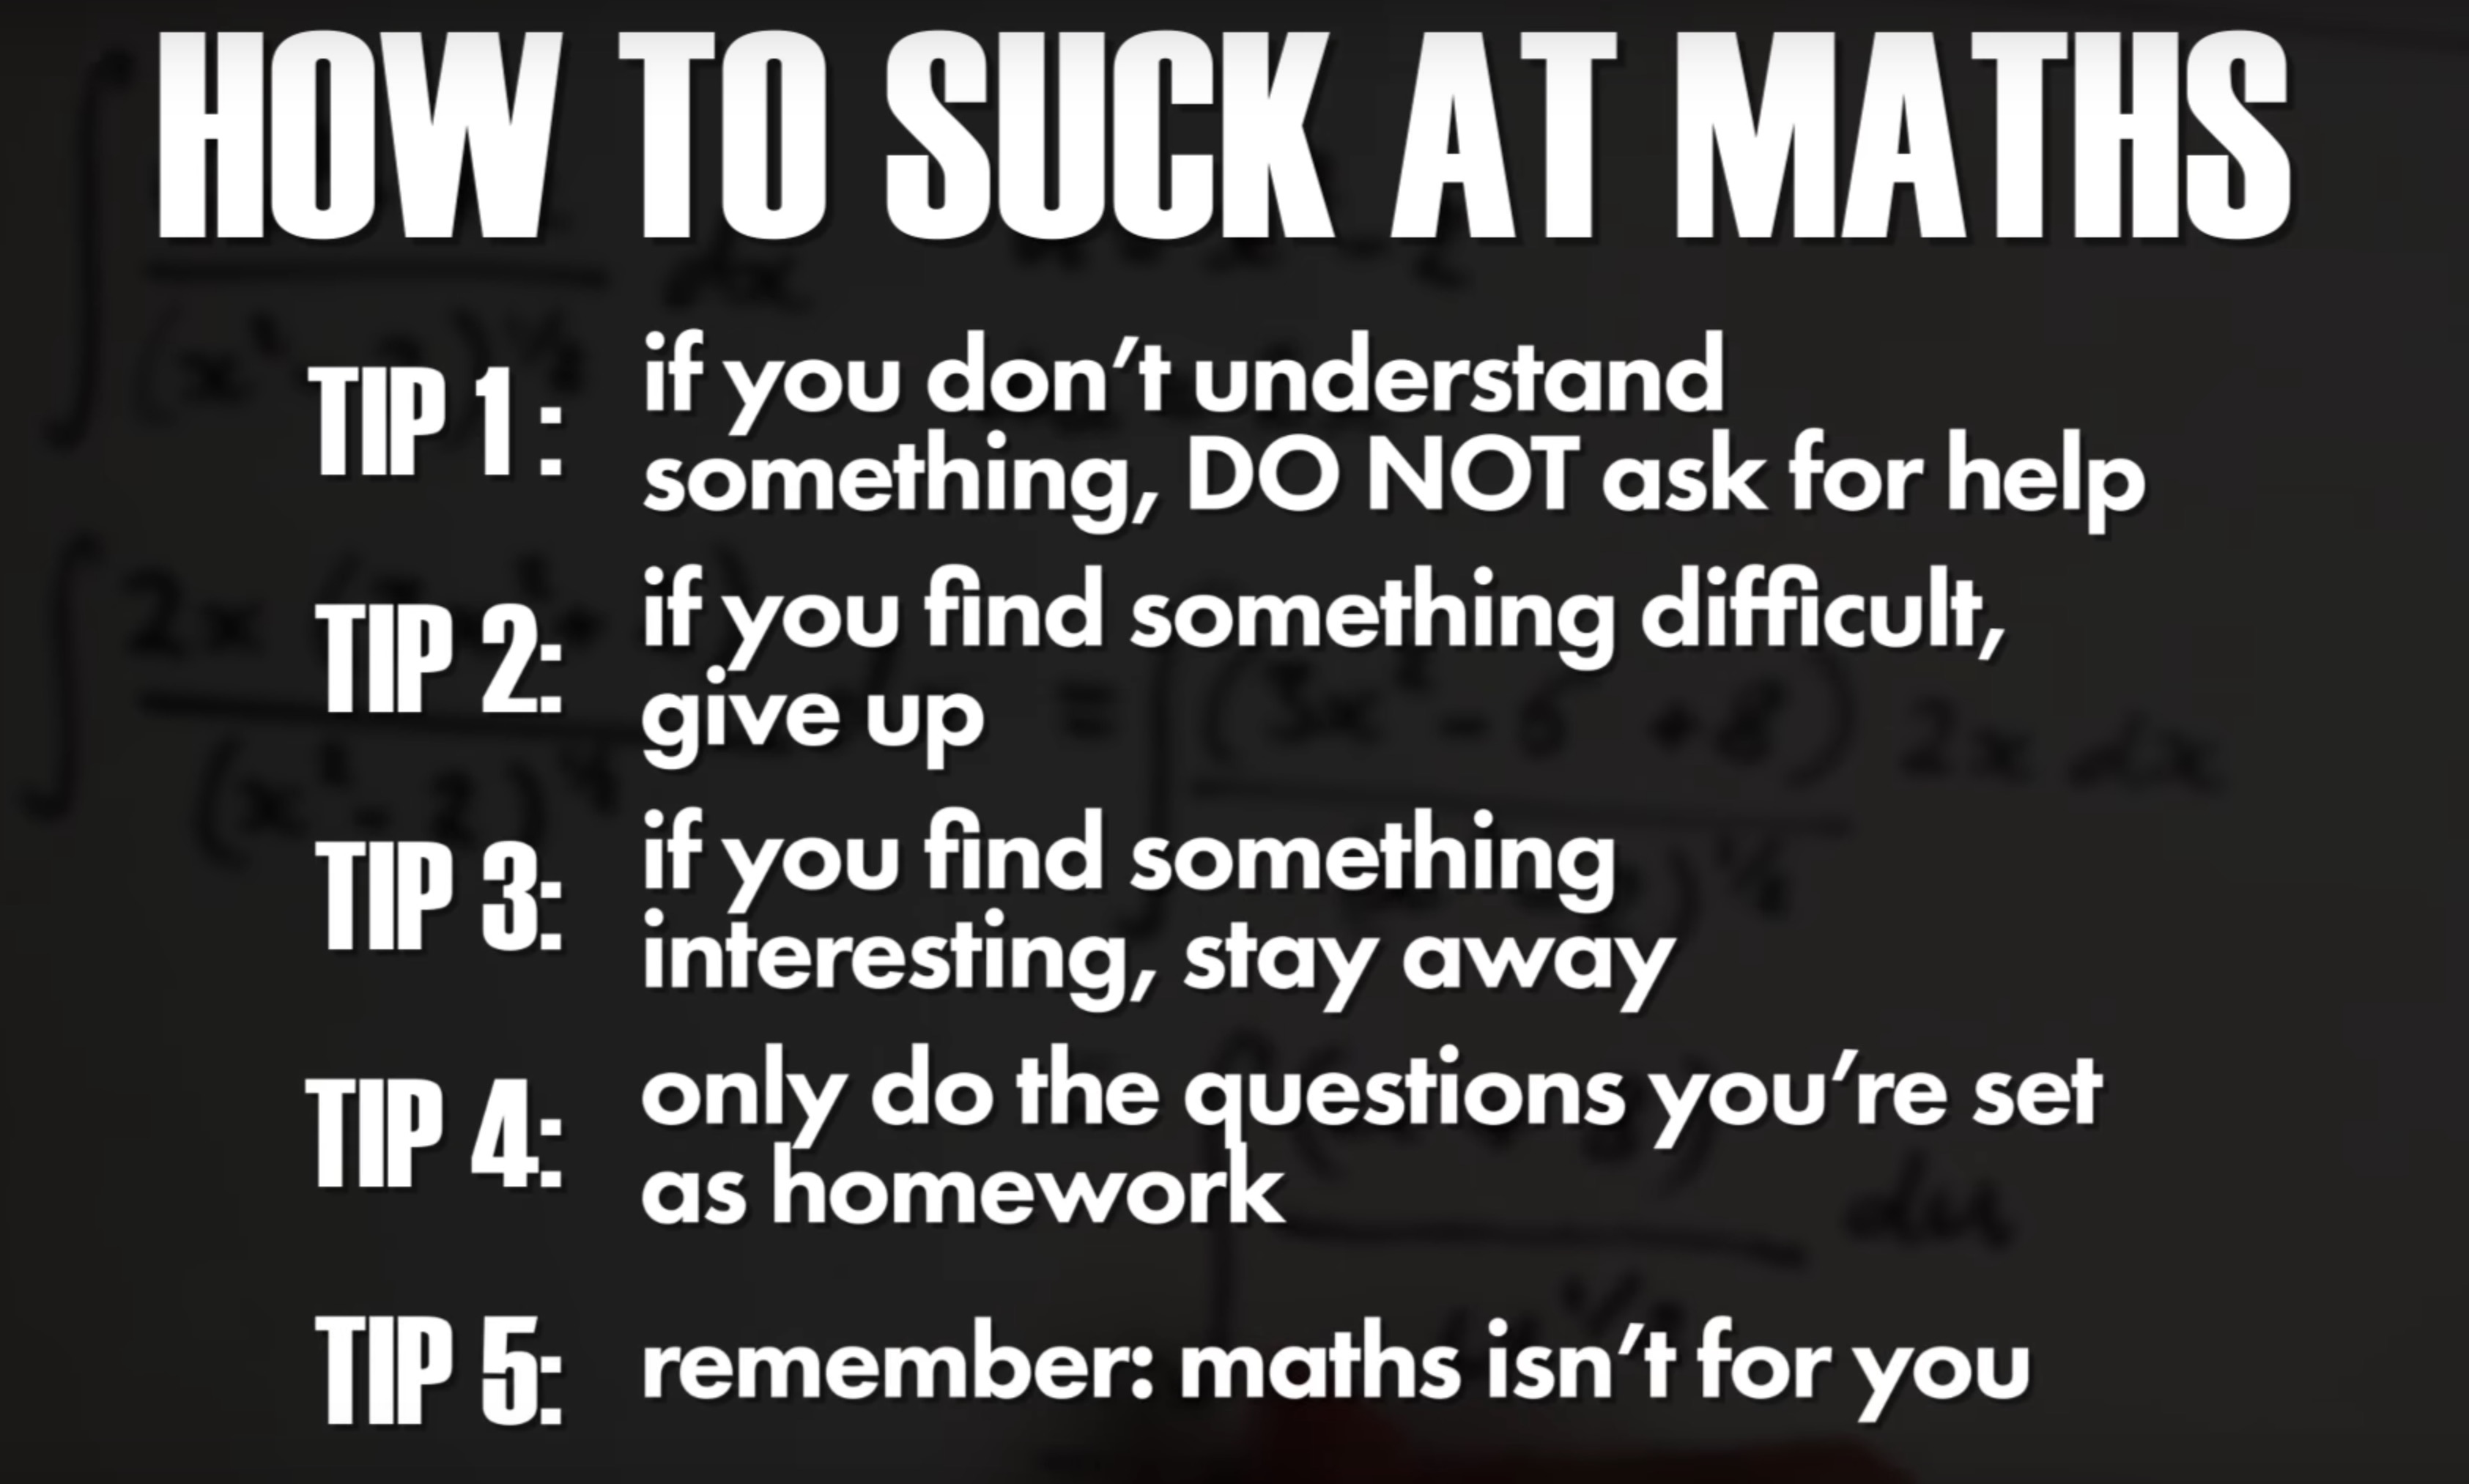 HOW TO SUCK AT MATHS
TIP 1 : if you don't understand
something, DO NOT ask for help
TIP 2: if you find something difficult,
give up
TIP 3: if you find something
interesting, stay away
TIP 4: only do the questions you're set
as homework
TIP 5: remember: maths isn't for you